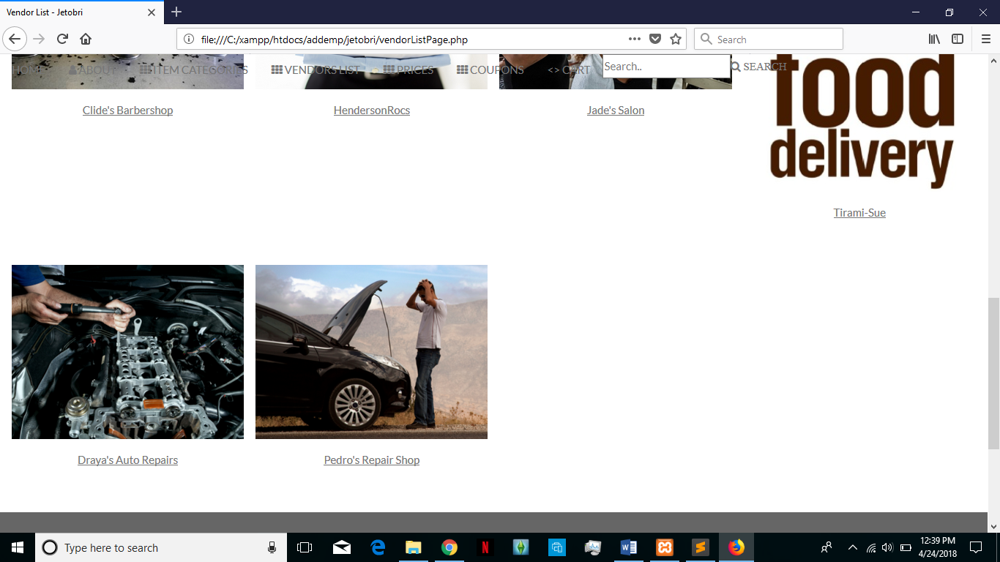 Vendor List - Jetobri
file:///C:/xampp/htdocs/addemp/jetobri/vendorListPage.php
Search
HOME ABOUT ITEM CATEGORIES VENDORS LIST PRICES COUPONS <> CART Search.. SEARCH
food
delivery
Clide's Barbershop HendersonRocs Jade's Salon
Tirami-Sue
Draya's Auto Repairs Pedro's Repair Shop
Type here to search
12:39 PM
4/24/2018